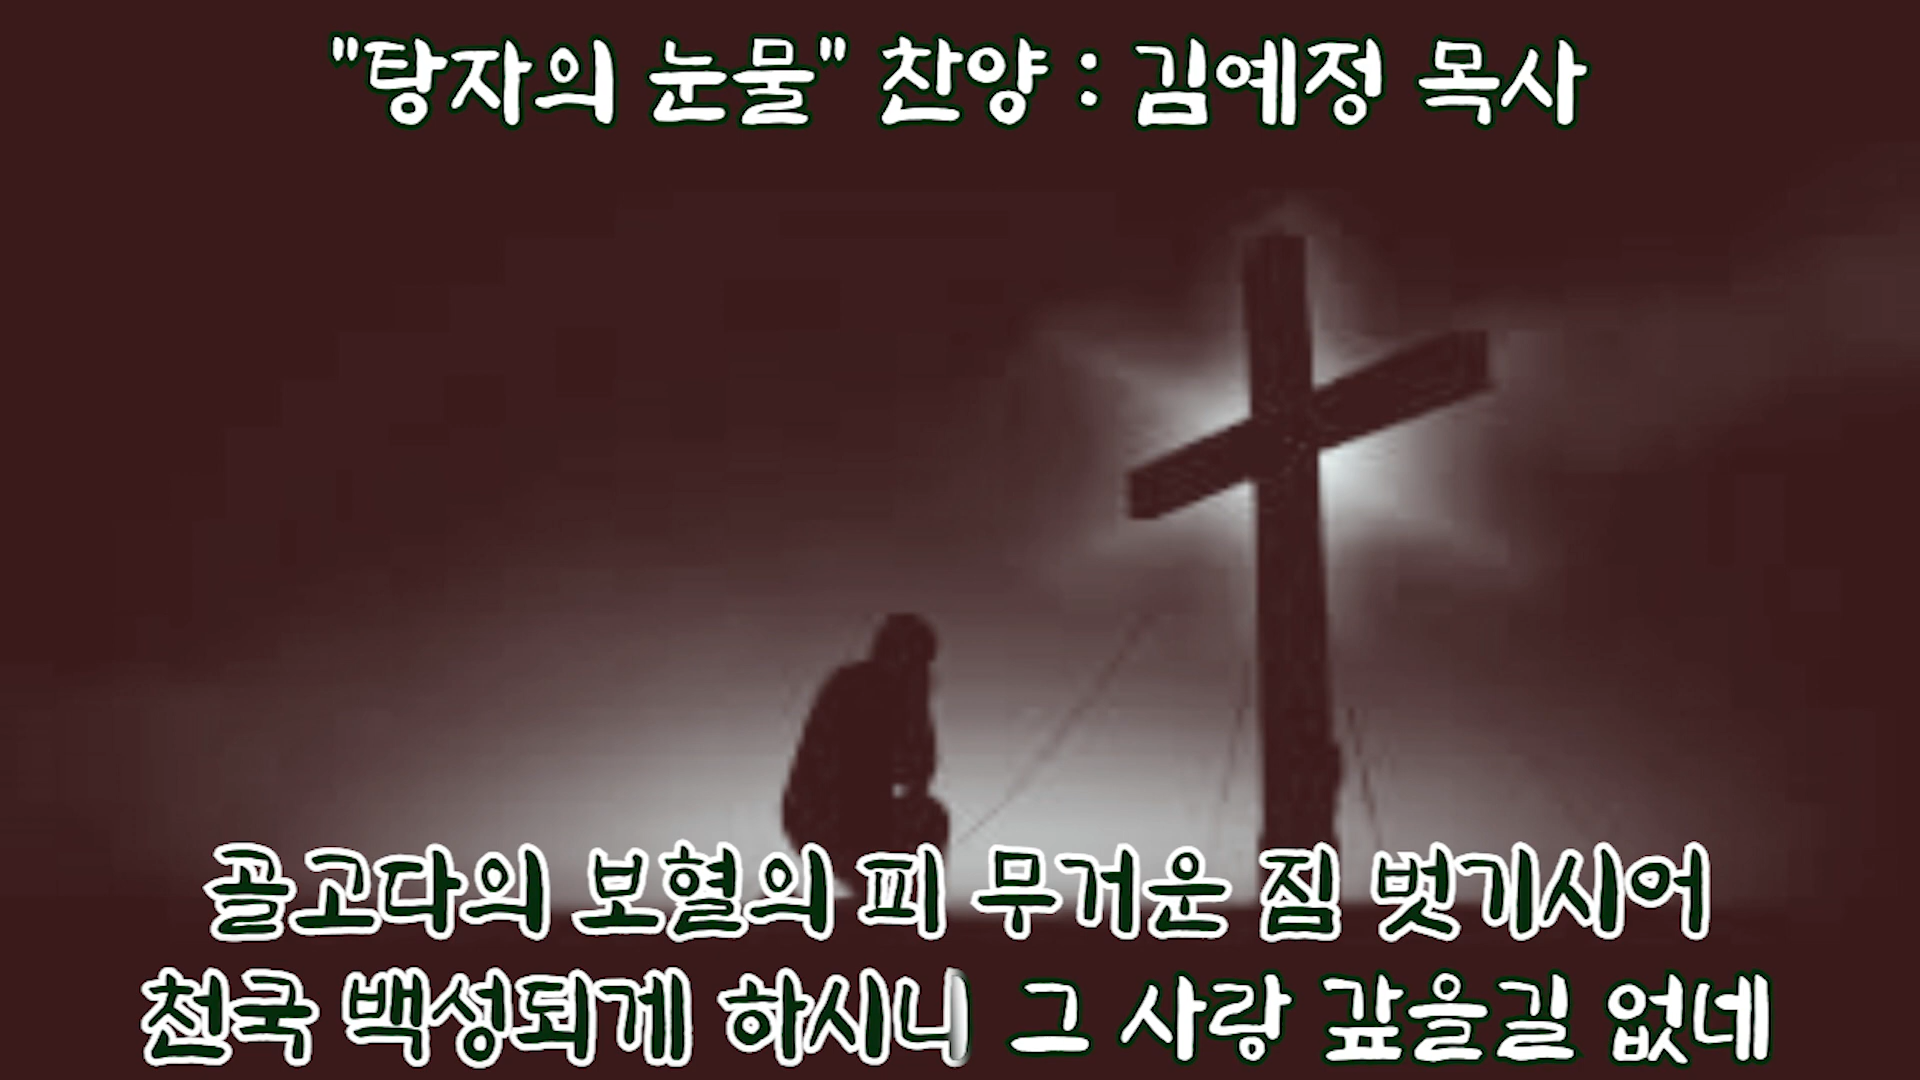 "탕자의 눈물" 찬양 : 김예정 목사
골고다의 보혈의 피 무거운 짐 벗기시어
천국 백성되게 하시니 그 사랑 갚을길 없네